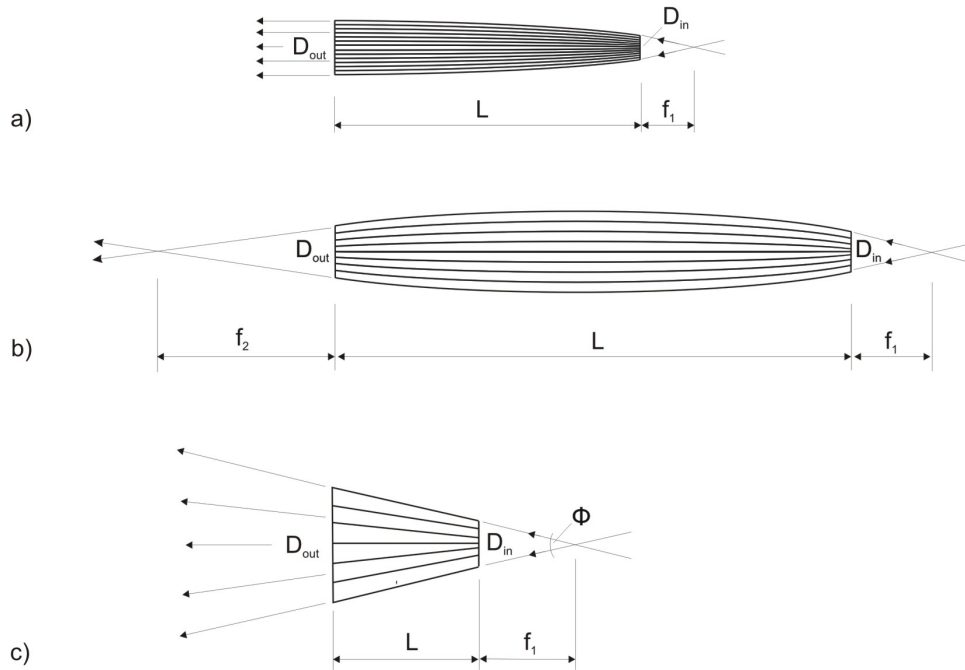 D_in
D_out
L
f_1
a)
D_out
D_in
f_2
L
f_1
b)
Φ
D_out
D_in
L
f_1
c)